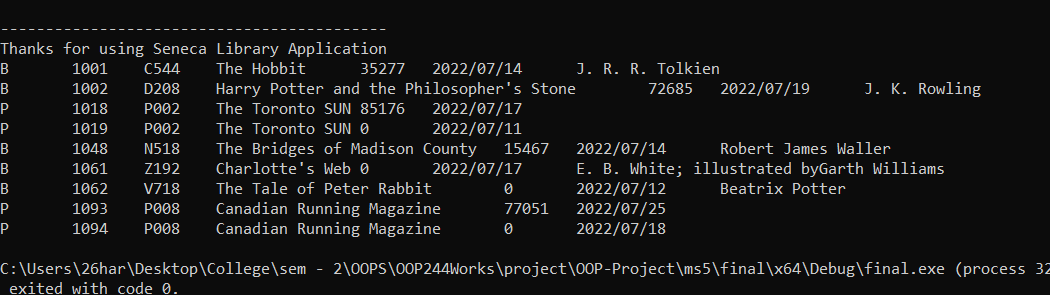 -------------------------------------------
Thanks for using Seneca Library Application
B	1001	C544	The Hobbit	35277	2022/07/14	J. R. R. Tolkien
B	1002	D208	Harry Potter and the Philosopher's Stone	72685	2022/07/19	J. K. Rowling
P	1018	P002	The Toronto SUN	85176	2022/07/17
P	1019	P002	The Toronto SUN	0	2022/07/11
B	1048	N518	The Bridges of Madison County	15467	2022/07/14	Robert James Waller
B	1061	Z192	Charlotte's Web	0	2022/07/17	E. B. White; illustrated byGarth Williams
B	1062	V718	The Tale of Peter Rabbit	0	2022/07/12	Beatrix Potter
P	1093	P008	Canadian Running Magazine	77051	2022/07/25
P	1094	P008	Canadian Running Magazine	0	2022/07/18
C:\Users\26har\Desktop\College\sem - 2\OOPS\OOP244Works\project\OOP-Project\ms5\final\x64\Debug\final.exe (process 32
exited with code 0.